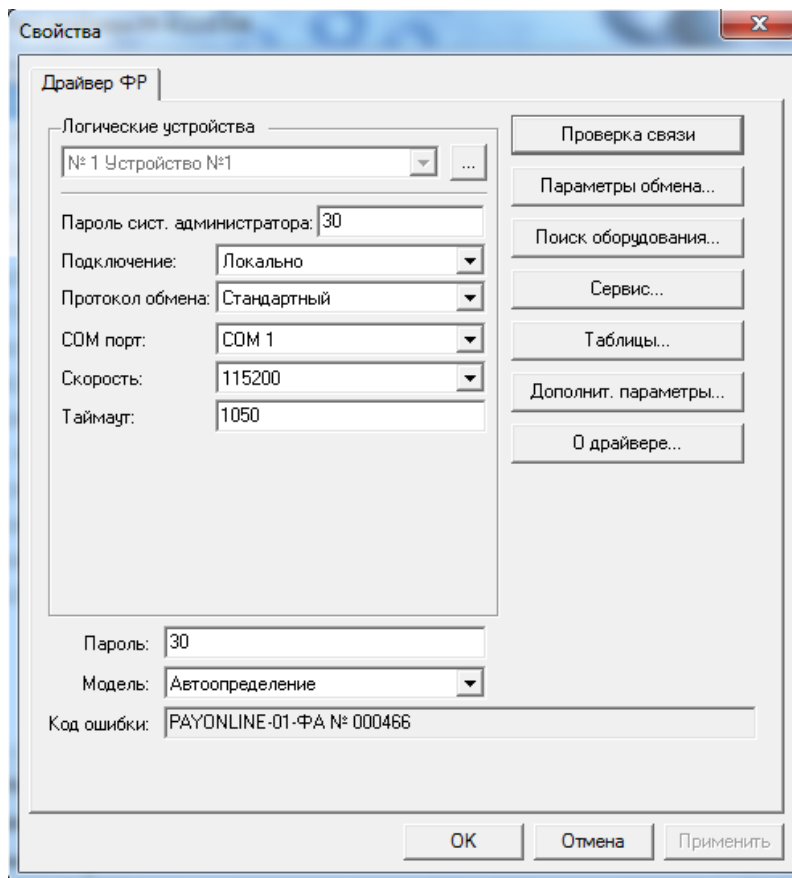 Свойства
Драйвер ФР
Логические устройства
№ 1 Устройство №1
...
Пароль сист. администратора: 30
Подключение: Локально
Протокол обмена: Стандартный
COM порт: COM 1
Скорость: 115200
Таймаут: 1050
Проверка связи
Параметры обмена...
Поиск оборудования...
Сервис...
Таблицы...
Дополнит. параметры...
О драйвере...
Пароль: 30
Модель: Автоопределение
Код ошибки: PAYONLINE-01-ФА № 000466
OK
Отмена
Применить